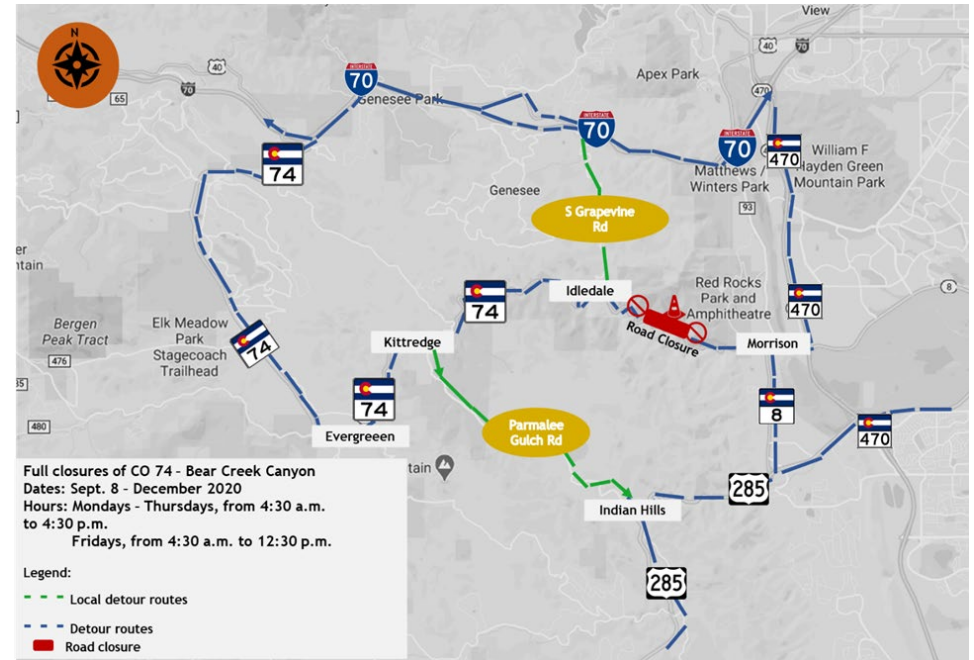 N
View
40
70
40
70
INTERSTATE
70
Apex Park
470
65
Genesee Park
INTERSTATE
70
INTERSTATE
70
470
William F
Hayden Green
Mountain Park
74
Matthews /
Winters Park
Genesee
93
S Grapevine
Rd
ntain
8
Idledale
Red Rocks
Park and
Amphitheatre
74
470
Bergen
Peak Tract
Elk Meadow
Park
Stagecoach
Trailhead
74
Road Closure
Kittredge
Morrison
476
74
8
480
Evergreeen
Parmalee
Gulch Rd
470
ntain
285
Indian Hills
285
Full closures of CO 74 - Bear Creek Canyon
Dates: Sept. 8 - December 2020
Hours: Mondays - Thursdays, from 4:30 a.m.
to 4:30 p.m.
Fridays, from 4:30 a.m. to 12:30 p.m.
Legend:
Local detour routes
Detour routes
Road closure